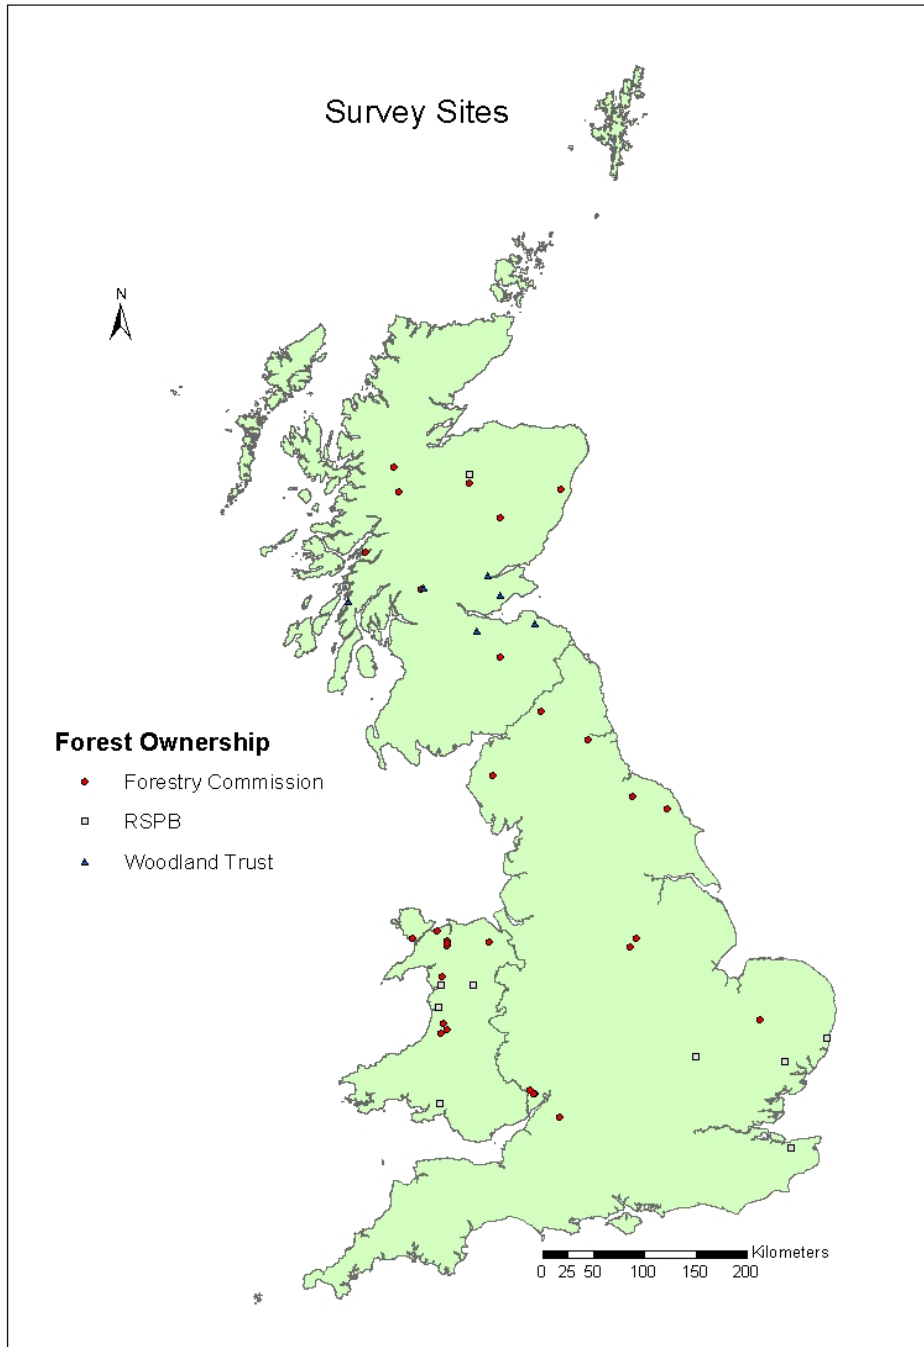 Survey Sites
N
Forest Ownership
Forestry Commission
RSPB
Woodland Trust
Kilometers
0 25 50 100 150 200